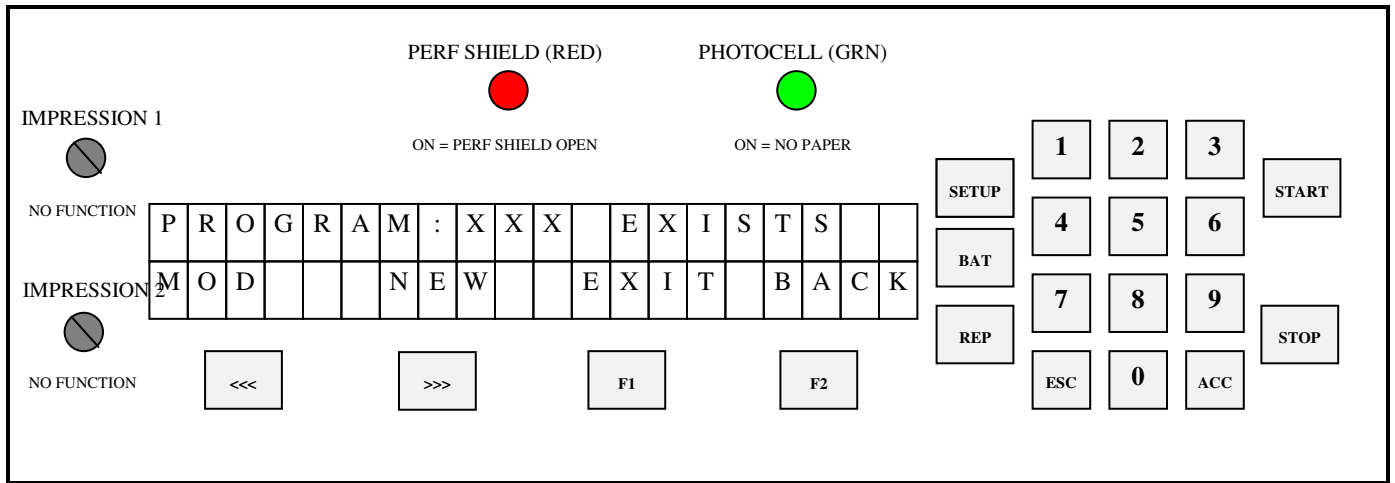 PERF SHIELD (RED) PHOTOCELL (GRN)
IMPRESSION 1
ON = PERF SHIELD OPEN ON = NO PAPER
NO FUNCTION
PROGRAM:XXX EXISTS
MOD NEW EXIT BACK
IMPRESSION 2
NO FUNCTION
<<< >>> F1 F2
SETUP
BAT
REP
1 2 3
4 5 6
7 8 9
ESC 0 ACC
START
STOP